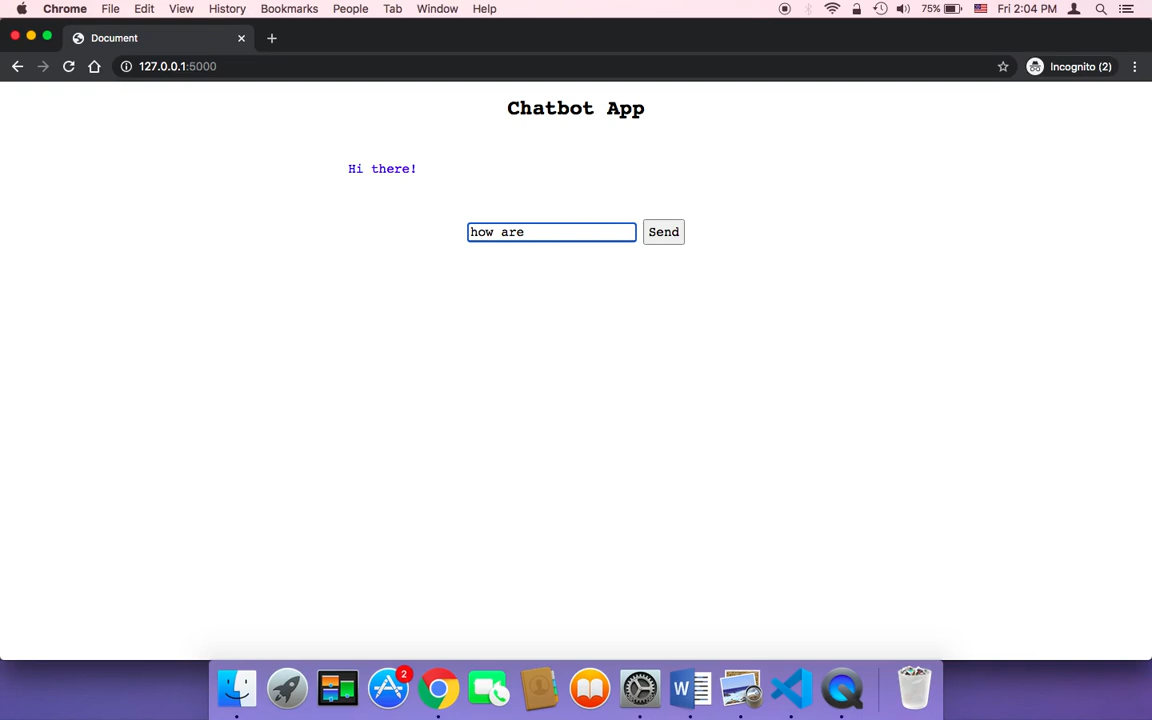 Chrome File Edit View History Bookmarks People Tab Window Help 75% Fri 2:04 PM
Document
127.0.0.1:5000 Incognito (2)
Chatbot App
Hi there!
how are Send
2